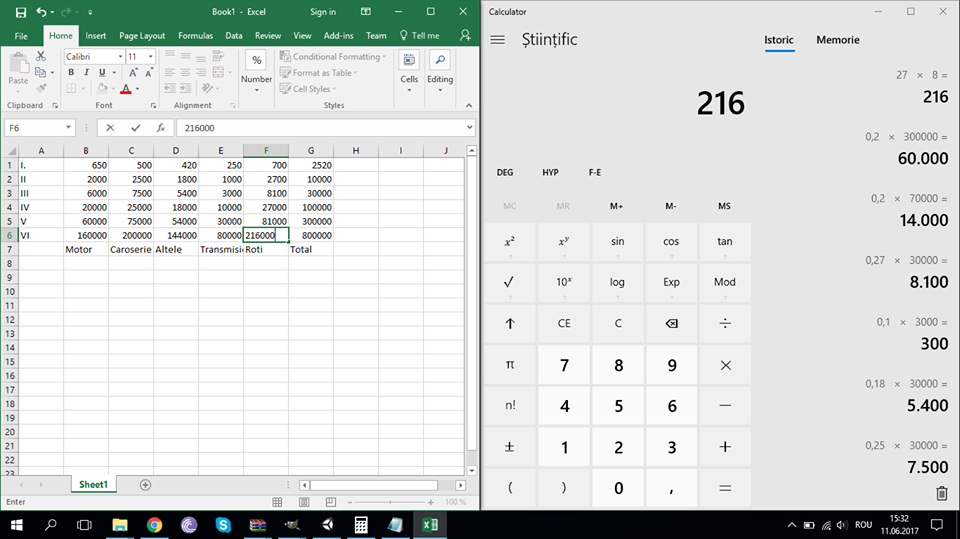 Book1 - Excel
Sign in
File Home Insert Page Layout Formulas Data Review View Add-ins Team Tell me
Calibri 11
Paste
B I U
A A
A
%
Number
Conditional Formatting
Format as Table
Cell Styles
Cells
Editing
Clipboard Font Alignment Styles
F6 fx 216000
A B C D E F G H I J
1 I. 650 500 420 250 700 2520
2 II 2000 2500 1800 1000 2700 10000
3 III 6000 7500 5400 3000 8100 30000
4 IV 20000 25000 18000 10000 27000 100000
5 V 60000 75000 54000 30000 81000 300000
6 VI 160000 200000 144000 80000 216000 800000
7 Motor Caroserie Altele Transmisi Roti Total
8
9
10
11
12
13
14
15
16
17
18
19
20
21
22
23
Sheet1
Enter
100 %
Calculator
Științific
216
DEG HYP F-E
MC MR M+ M- MS
x² xʸ sin cos tan
√ 10ˣ log Exp Mod
↑ CE C ⌫ ÷
π 7 8 9 ×
n! 4 5 6 −
± 1 2 3 +
( ) 0 , =
Istoric Memorie
27 × 8 =
216
0,2 × 300000 =
60.000
0,2 × 70000 =
14.000
0,27 × 30000 =
8.100
0,1 × 3000 =
300
0,18 × 30000 =
5.400
0,25 × 30000 =
7.500
ROU
15:32
11.06.2017